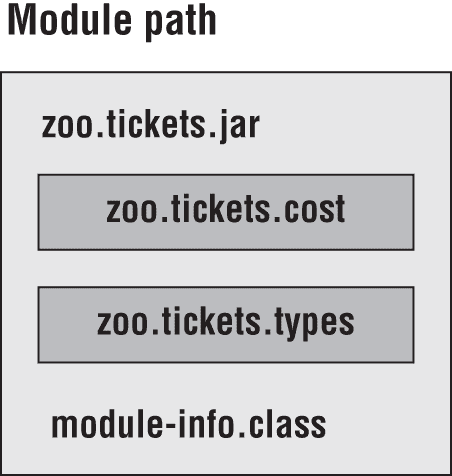 Module path
zoo.tickets.jar
zoo.tickets.cost
zoo.tickets.types
module-info.class